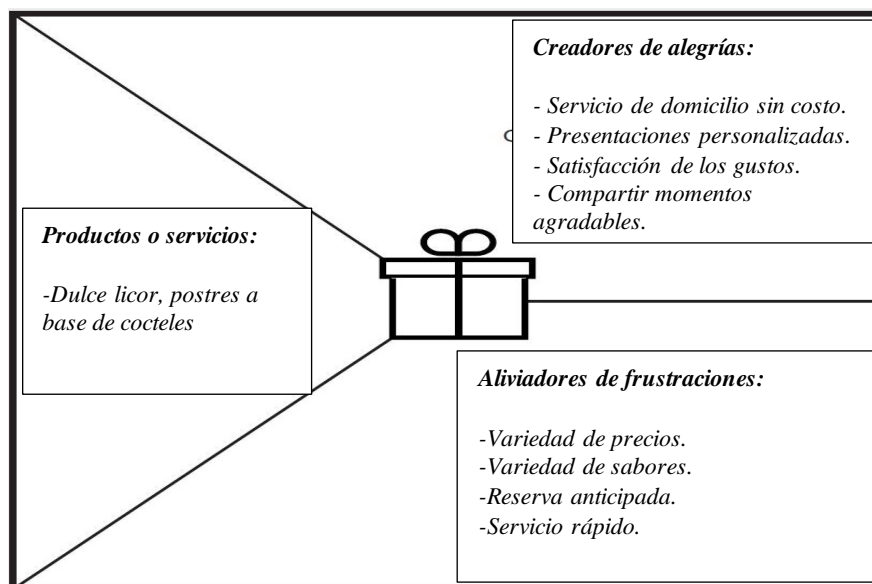 Creadores de alegrías:
- Servicio de domicilio sin costo.
- Presentaciones personalizadas.
- Satisfacción de los gustos.
- Compartir momentos
agradables.
Productos o servicios:
-Dulce licor, postres a
base de cocteles
Aliviadores de frustraciones:
-Variedad de precios.
-Variedad de sabores.
-Reserva anticipada.
-Servicio rápido.